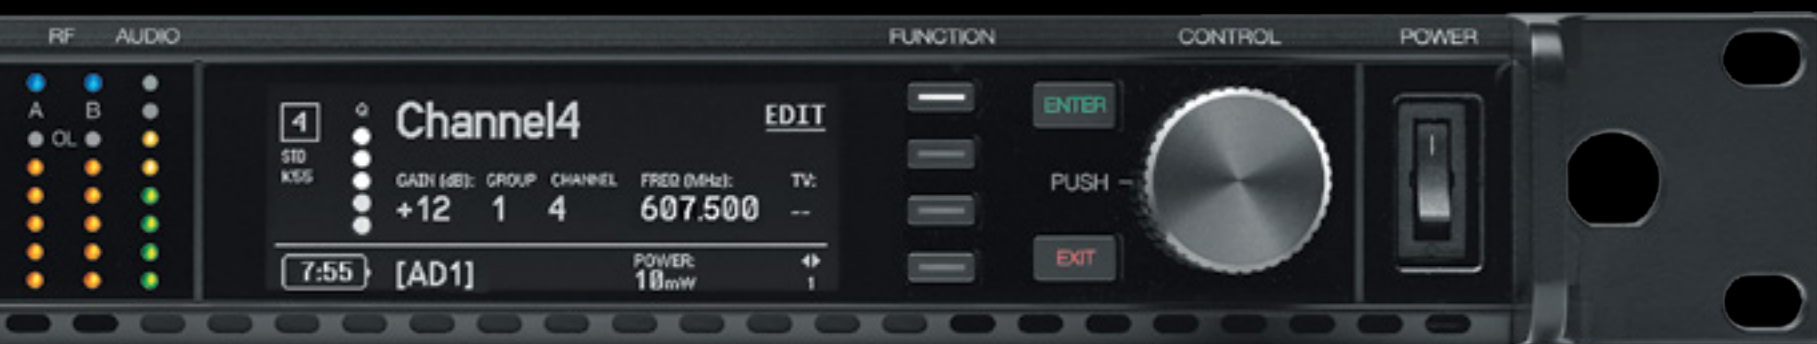 RF AUDIO FUNCTION CONTROL POWER
A B
OL
4 Channel4 EDIT
STD
K55
GAIN (dB): GROUP CHANNEL FREQ (MHz): TV:
+12 1 4 607.500 --
7:55 [AD1] POWER:
10mW 1
ENTER
PUSH
EXIT